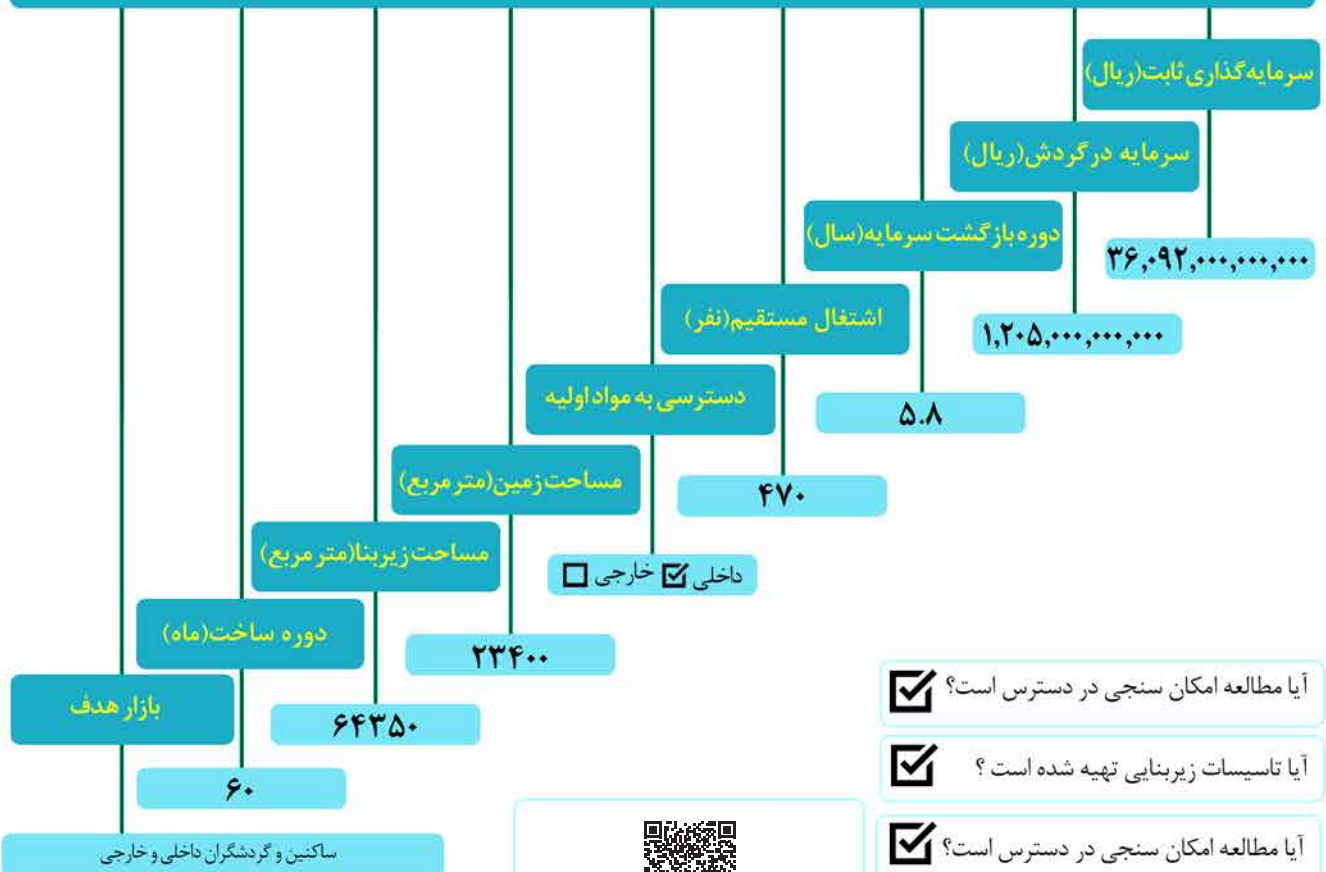 سرمایه‌گذاری ثابت(ریال)
۳۶,۰۹۲,۰۰۰,۰۰۰,۰۰۰
سرمایه در گردش(ریال)
۱,۲۰۵,۰۰۰,۰۰۰,۰۰۰
دوره بازگشت سرمایه(سال)
۵.۸
اشتغال مستقیم(نفر)
۴۷۰
دسترسی به مواد اولیه
داخلی ☑ خارجی ☐
مساحت زمین(متر مربع)
۲۳۴۰۰
مساحت زیربنا(متر مربع)
۶۴۳۵۰
دوره ساخت(ماه)
۶۰
بازار هدف
ساکنین و گردشگران داخلی و خارجی
آیا مطالعه امکان سنجی در دسترس است؟ ☑
آیا تاسیسات زیربنایی تهیه شده است ؟ ☑
آیا مطالعه امکان سنجی در دسترس است؟ ☑